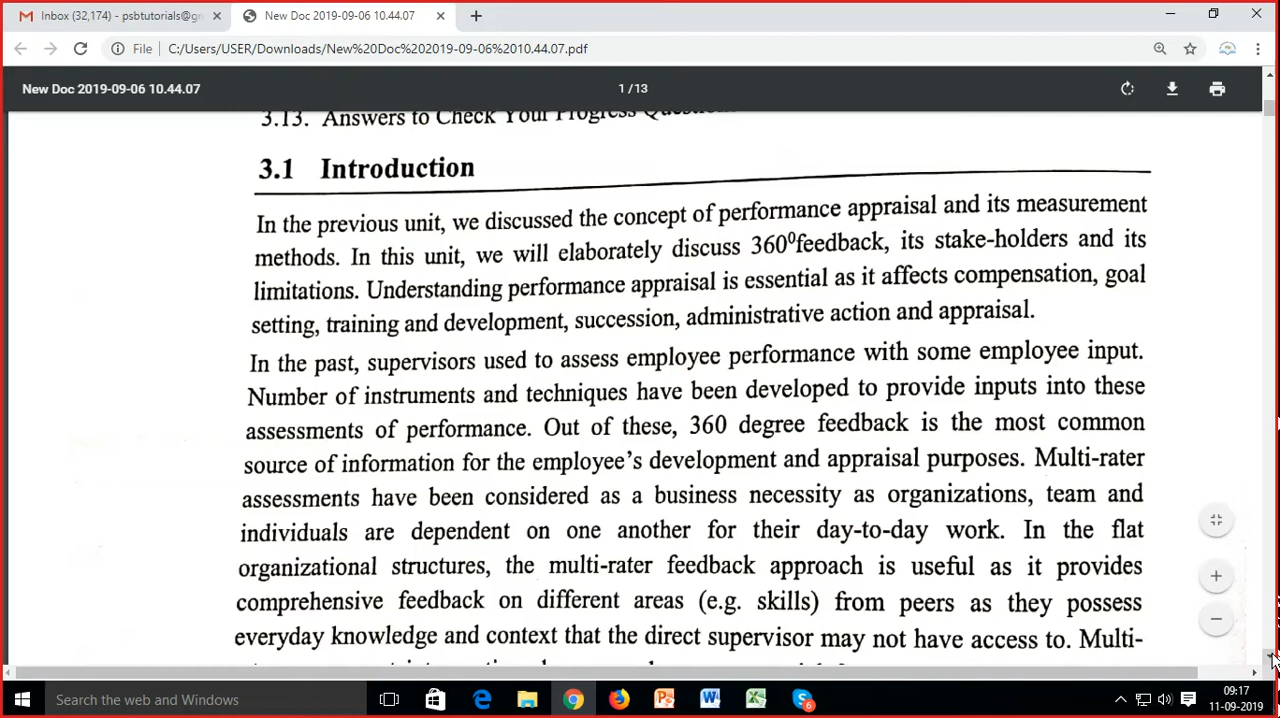 Inbox (32,174) - psbtutorials@gn
New Doc 2019-09-06 10.44.07
File
C:/Users/USER/Downloads/New%20Doc%202019-09-06%2010.44.07.pdf
New Doc 2019-09-06 10.44.07
1 / 13
3.13. Answers to Check Your Progress
3.1 Introduction
In the previous unit, we discussed the concept of performance appraisal and its measurement
methods. In this unit, we will elaborately discuss 360⁰feedback, its stake-holders and its
limitations. Understanding performance appraisal is essential as it affects compensation, goal
setting, training and development, succession, administrative action and appraisal.
In the past, supervisors used to assess employee performance with some employee input.
Number of instruments and techniques have been developed to provide inputs into these
assessments of performance. Out of these, 360 degree feedback is the most common
source of information for the employee's development and appraisal purposes. Multi-rater
assessments have been considered as a business necessity as organizations, team and
individuals are dependent on one another for their day-to-day work. In the flat
organizational structures, the multi-rater feedback approach is useful as it provides
comprehensive feedback on different areas (e.g. skills) from peers as they possess
everyday knowledge and context that the direct supervisor may not have access to. Multi-
Search the web and Windows
6
09:17
11-09-2019